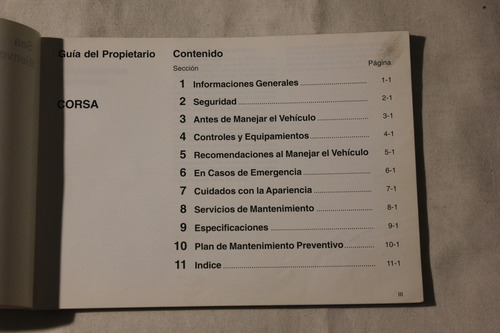 Guía del Propietario
CORSA
Contenido
Sección Página
1 Informaciones Generales 1-1
2 Seguridad 2-1
3 Antes de Manejar el Vehículo 3-1
4 Controles y Equipamientos 4-1
5 Recomendaciones al Manejar el Vehículo 5-1
6 En Casos de Emergencia 6-1
7 Cuidados con la Apariencia 7-1
8 Servicios de Mantenimiento 8-1
9 Especificaciones 9-1
10 Plan de Mantenimiento Preventivo 10-1
11 Indice 11-1
III